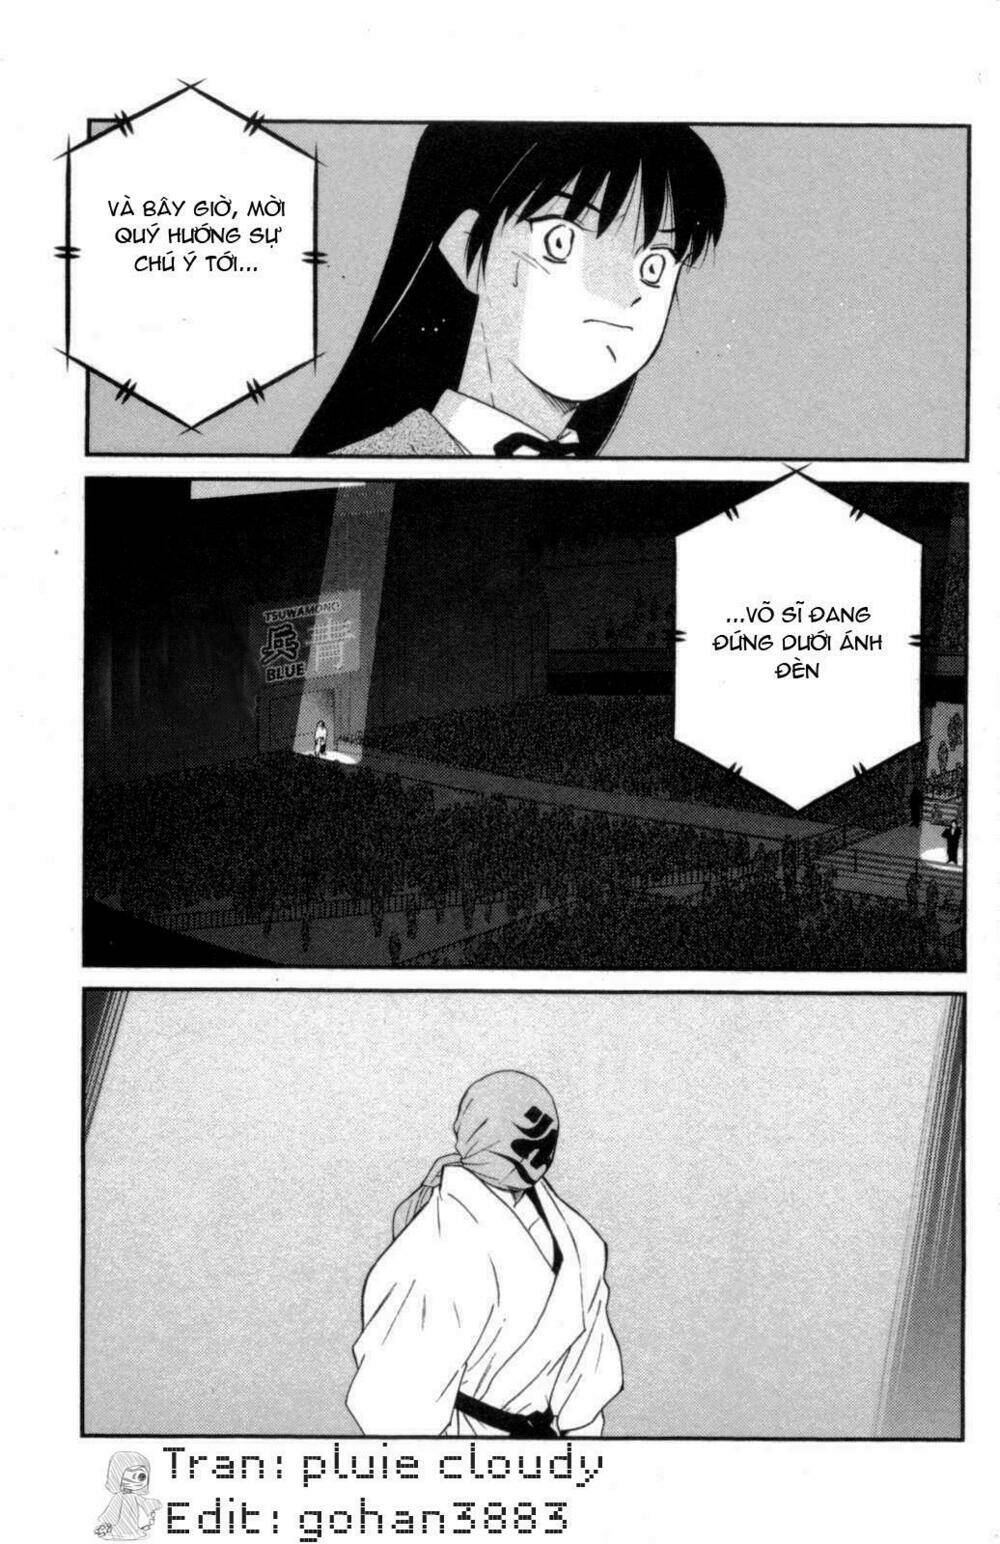 VÀ BÂY GIỜ, MỜI
QUÝ HƯỚNG SỰ
CHÚ Ý TỚI...
...VÕ SĨ ĐANG
ĐỨNG DƯỚI ÁNH
ĐÈN
TSUWAMONO
兵
BLUE
Tran: pluie cloudy
Edit: gohan3883